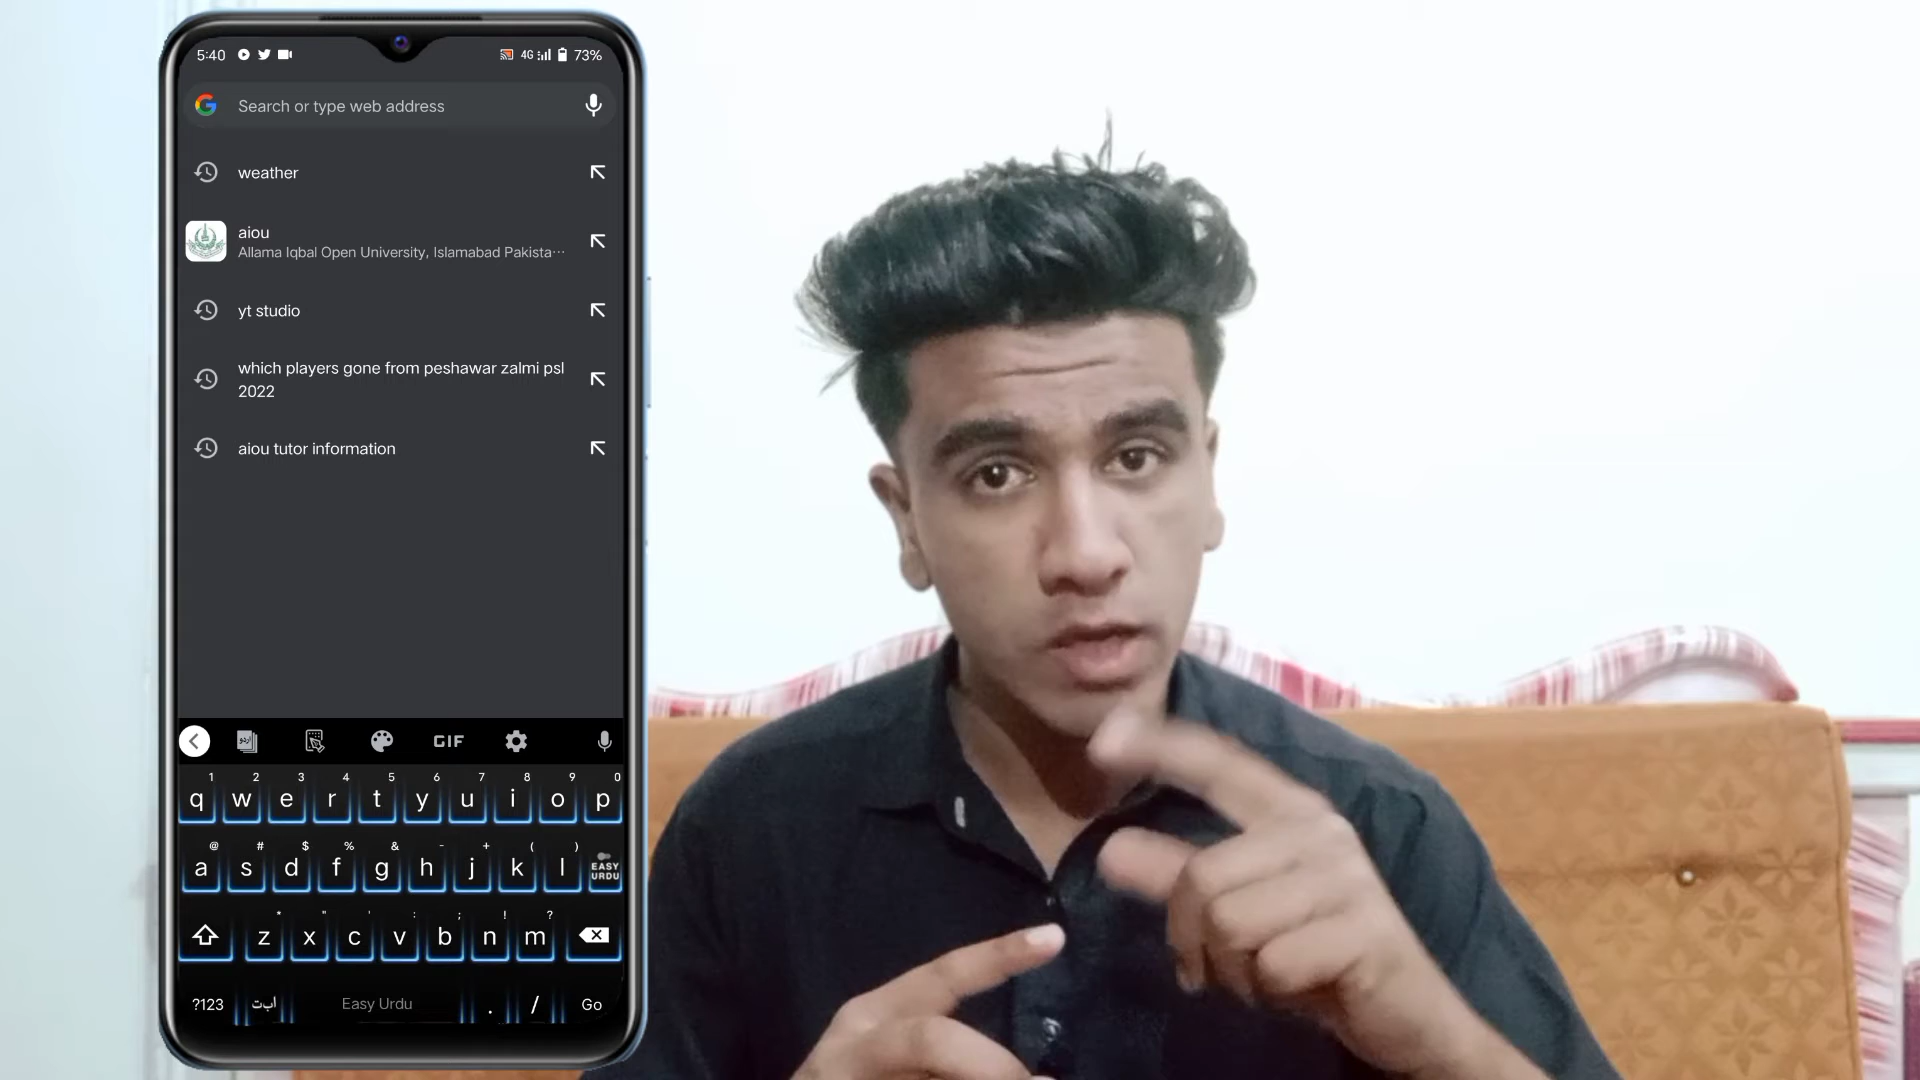 5:40 4G 73%
Search or type web address
weather
aiou
Allama Iqbal Open University, Islamabad Pakista…
yt studio
which players gone from peshawar zalmi psl
2022
aiou tutor information
اردو GIF
1 2 3 4 5 6 7 8 9 0
q w e r t y u i o p
@ # $ % & - + ( )
a s d f g h j k l EASY
URDU
* " ' : ; ! ?
z x c v b n m
?123 ا ب ت Easy Urdu . / Go